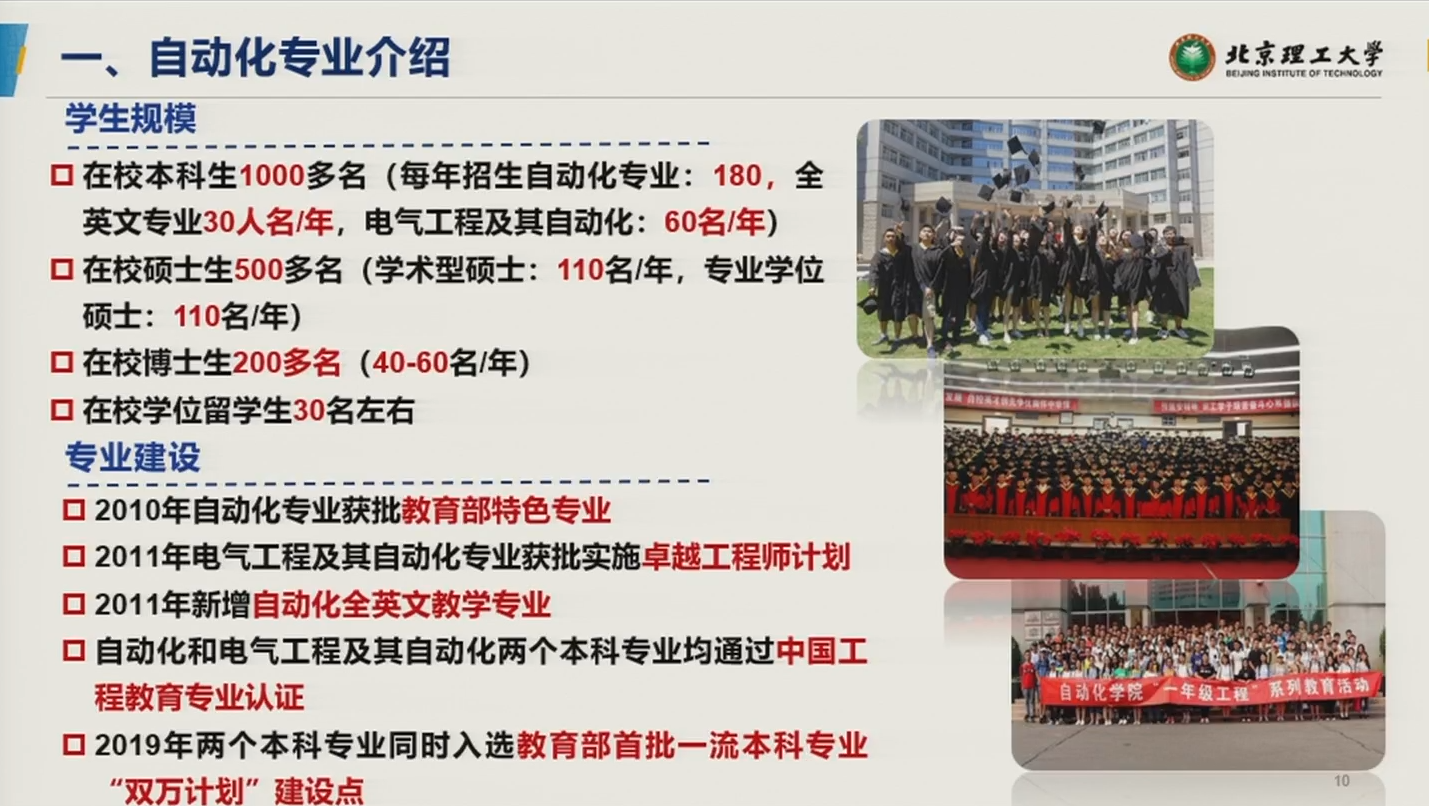 一、自动化专业介绍
北京理工大学
BEIJING INSTITUTE OF TECHNOLOGY
学生规模
在校本科生1000多名（每年招生自动化专业：180，全
英文专业30人名/年，电气工程及其自动化：60名/年）
在校硕士生500多名（学术型硕士：110名/年，专业学位
硕士：110名/年）
在校博士生200多名（40-60名/年）
在校学位留学生30名左右
专业建设
2010年自动化专业获批教育部特色专业
2011年电气工程及其自动化专业获批实施卓越工程师计划
2011年新增自动化全英文教学专业
自动化和电气工程及其自动化两个本科专业均通过中国工
程教育专业认证
2019年两个本科专业同时入选教育部首批一流本科专业
“双万计划”建设点
自动化学院“一年级工程”系列教育活动
10